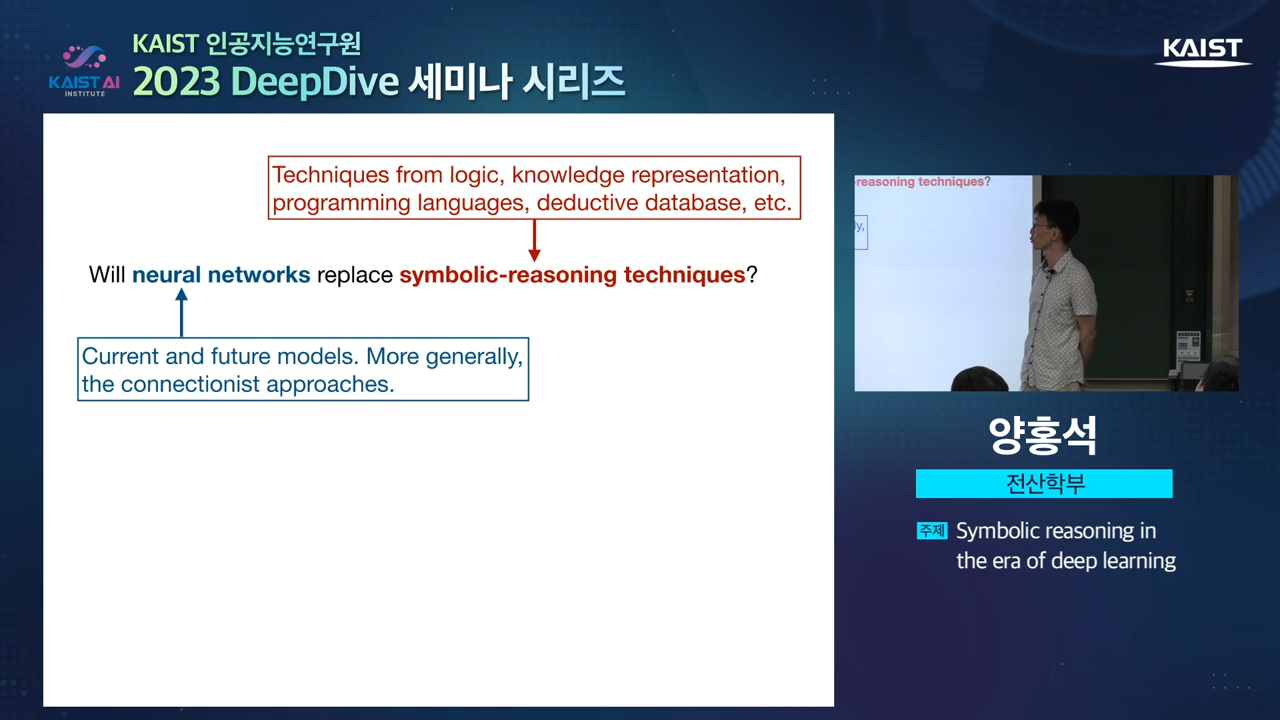 KAIST 인공지능연구원
2023 DeepDive 세미나 시리즈
KAIST AI
INSTITUTE
KAIST
Techniques from logic, knowledge representation,
programming languages, deductive database, etc.
Will neural networks replace symbolic-reasoning techniques?
Current and future models. More generally,
the connectionist approaches.
-reasoning techniques?
ly,
양홍석
전산학부
주제 Symbolic reasoning in
the era of deep learning